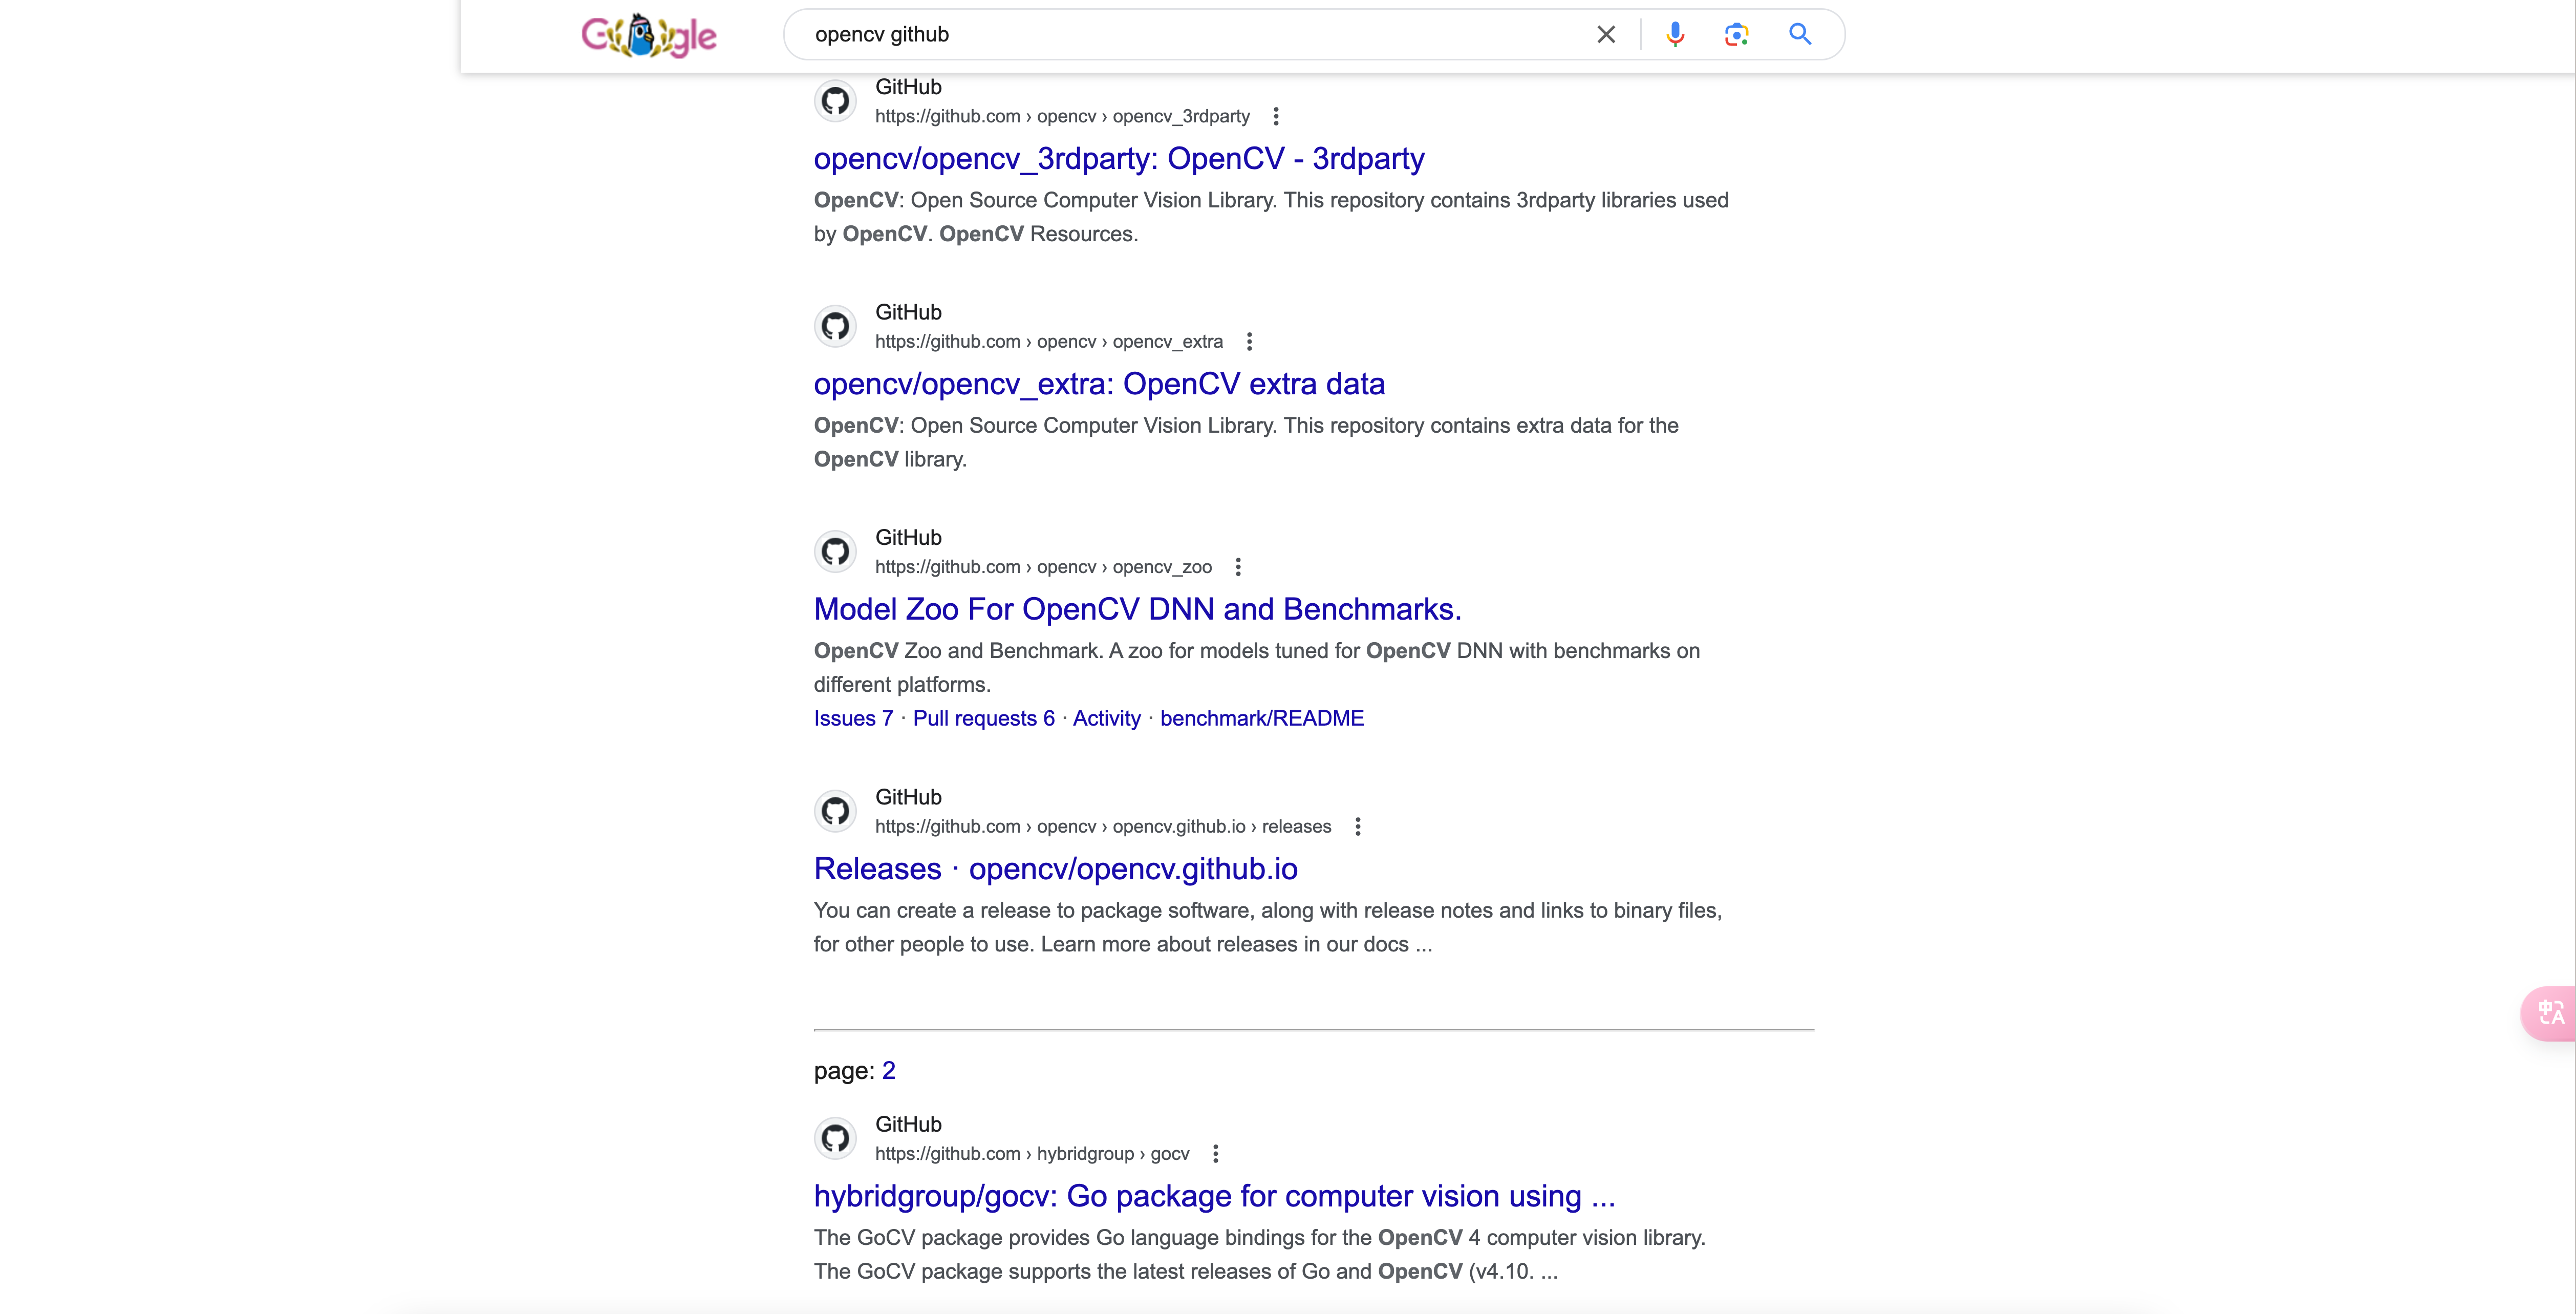 Google
opencv github
GitHub
https://github.com › opencv › opencv_3rdparty
opencv/opencv_3rdparty: OpenCV - 3rdparty
OpenCV: Open Source Computer Vision Library. This repository contains 3rdparty libraries used
by OpenCV. OpenCV Resources.
GitHub
https://github.com › opencv › opencv_extra
opencv/opencv_extra: OpenCV extra data
OpenCV: Open Source Computer Vision Library. This repository contains extra data for the
OpenCV library.
GitHub
https://github.com › opencv › opencv_zoo
Model Zoo For OpenCV DNN and Benchmarks.
OpenCV Zoo and Benchmark. A zoo for models tuned for OpenCV DNN with benchmarks on
different platforms.
Issues 7 · Pull requests 6 · Activity · benchmark/README
GitHub
https://github.com › opencv › opencv.github.io › releases
Releases · opencv/opencv.github.io
You can create a release to package software, along with release notes and links to binary files,
for other people to use. Learn more about releases in our docs ...
中A
page: 2
GitHub
https://github.com › hybridgroup › gocv
hybridgroup/gocv: Go package for computer vision using ...
The GoCV package provides Go language bindings for the OpenCV 4 computer vision library.
The GoCV package supports the latest releases of Go and OpenCV (v4.10. ...